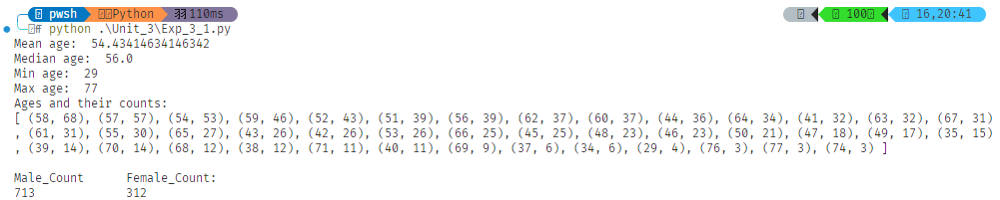 pwsh Python 110ms 100 16,20:41
python .\Unit_3\Exp_3_1.py
Mean age:  54.43414634146342
Median age:  56.0
Min age:  29
Max age:  77
Ages and their counts:
[ (58, 68), (57, 57), (54, 53), (59, 46), (52, 43), (51, 39), (56, 39), (62, 37), (60, 37), (44, 36), (64, 34), (41, 32), (63, 32), (67, 31)
, (61, 31), (55, 30), (65, 27), (43, 26), (42, 26), (53, 26), (66, 25), (45, 25), (48, 23), (46, 23), (50, 21), (47, 18), (49, 17), (35, 15)
, (39, 14), (70, 14), (68, 12), (38, 12), (71, 11), (40, 11), (69, 9), (37, 6), (34, 6), (29, 4), (76, 3), (77, 3), (74, 3) ]
Male_Count      Female_Count:
713             312